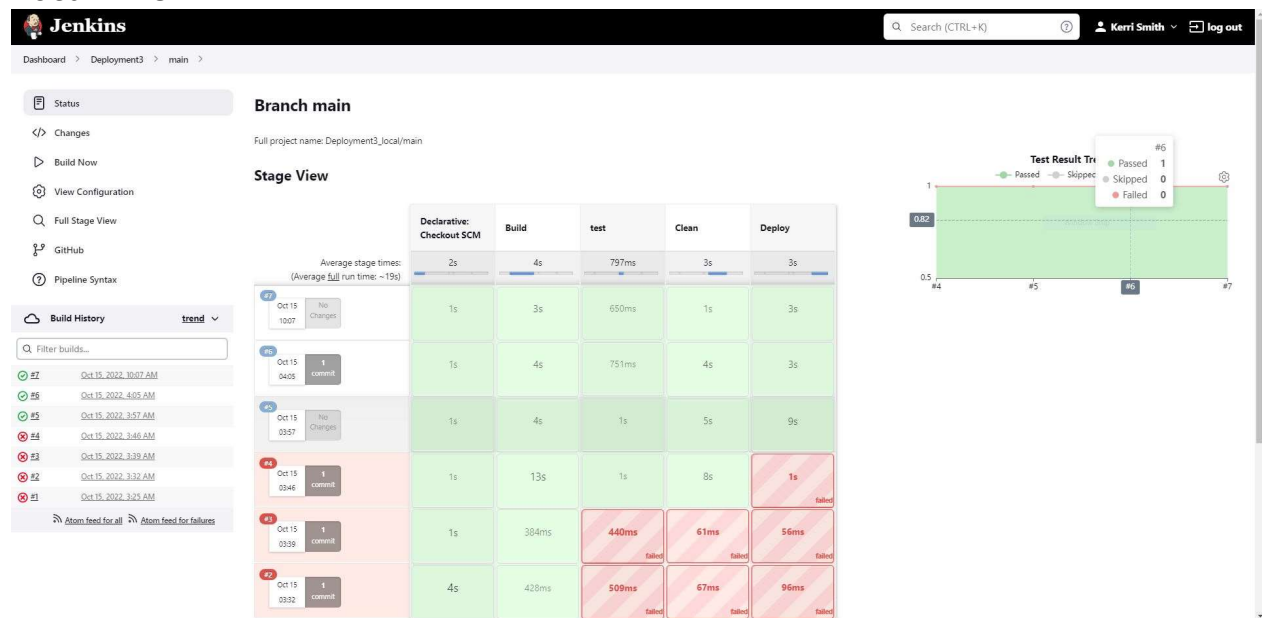 Jenkins
Search (CTRL+K)
?
Kerri Smith
log out
Dashboard > Deployment3 > main >
Status
Changes
Build Now
View Configuration
Full Stage View
GitHub
Pipeline Syntax
Build History
trend
Filter builds...
#7 Oct 15, 2022, 10:07 AM
#6 Oct 15, 2022, 4:05 AM
#5 Oct 15, 2022, 3:57 AM
#4 Oct 15, 2022, 3:46 AM
#3 Oct 15, 2022, 3:39 AM
#2 Oct 15, 2022, 3:32 AM
#1 Oct 15, 2022, 3:25 AM
Atom feed for all Atom feed for failures
Branch main
Full project name: Deployment3_local/main
Stage View
Declarative: Checkout SCM
Build
test
Clean
Deploy
Average stage times:
(Average full run time: ~19s)
2s 4s 797ms 3s 3s
#7
Oct 15
10:07
No Changes
1s 3s 650ms 1s 3s
#6
Oct 15
04:05
1 commit
1s 4s 751ms 4s 3s
#5
Oct 15
03:57
No Changes
1s 4s 1s 5s 9s
#4
Oct 15
03:46
1 commit
1s 13s 1s 8s 1s
failed
#3
Oct 15
03:39
1 commit
1s 384ms 440ms 61ms 56ms
failed failed failed
#2
Oct 15
03:32
1 commit
4s 428ms 509ms 67ms 96ms
failed failed failed
Test Result Tre
Passed Skipped
#6
Passed 1
Skipped 0
Failed 0
1
0.82
0.5
#4 #5 #6 #7